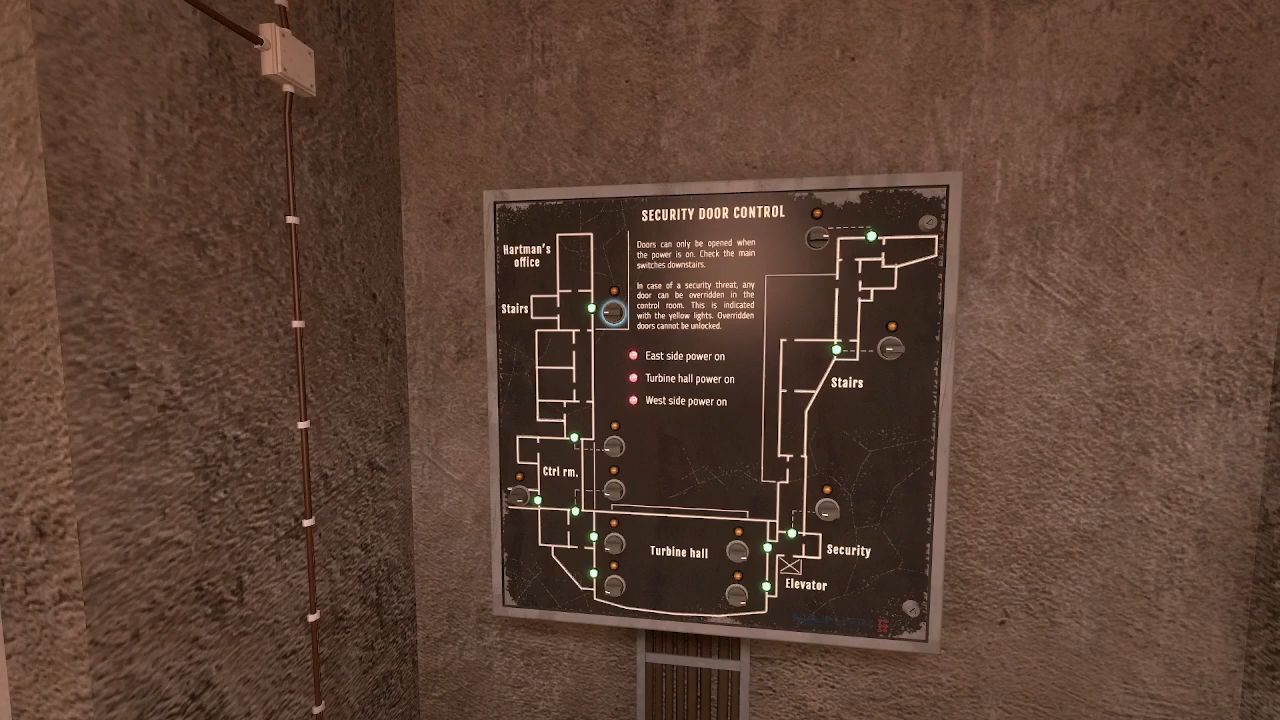 SECURITY DOOR CONTROL
Hartman's
office
Doors can only be opened when
the power is on. Check the main
switches downstairs.
In case of a security threat, any
door can be overridden in the
control room. This is indicated
with the yellow lights. Overridden
doors cannot be unlocked.
Stairs
East side power on
Turbine hall power on
West side power on
Stairs
Ctrl rm.
Turbine hall
Security
Elevator